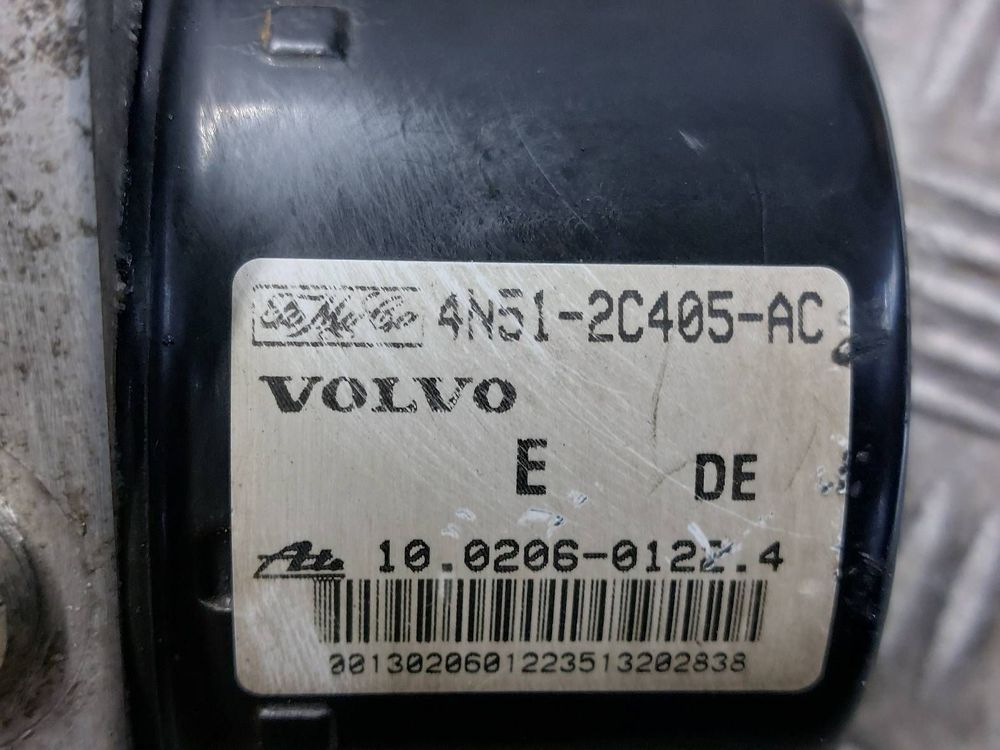 4N51-2C405-AC
VOLVO
E DE
Ate 10.0206-0122.4
0013020601223513202838